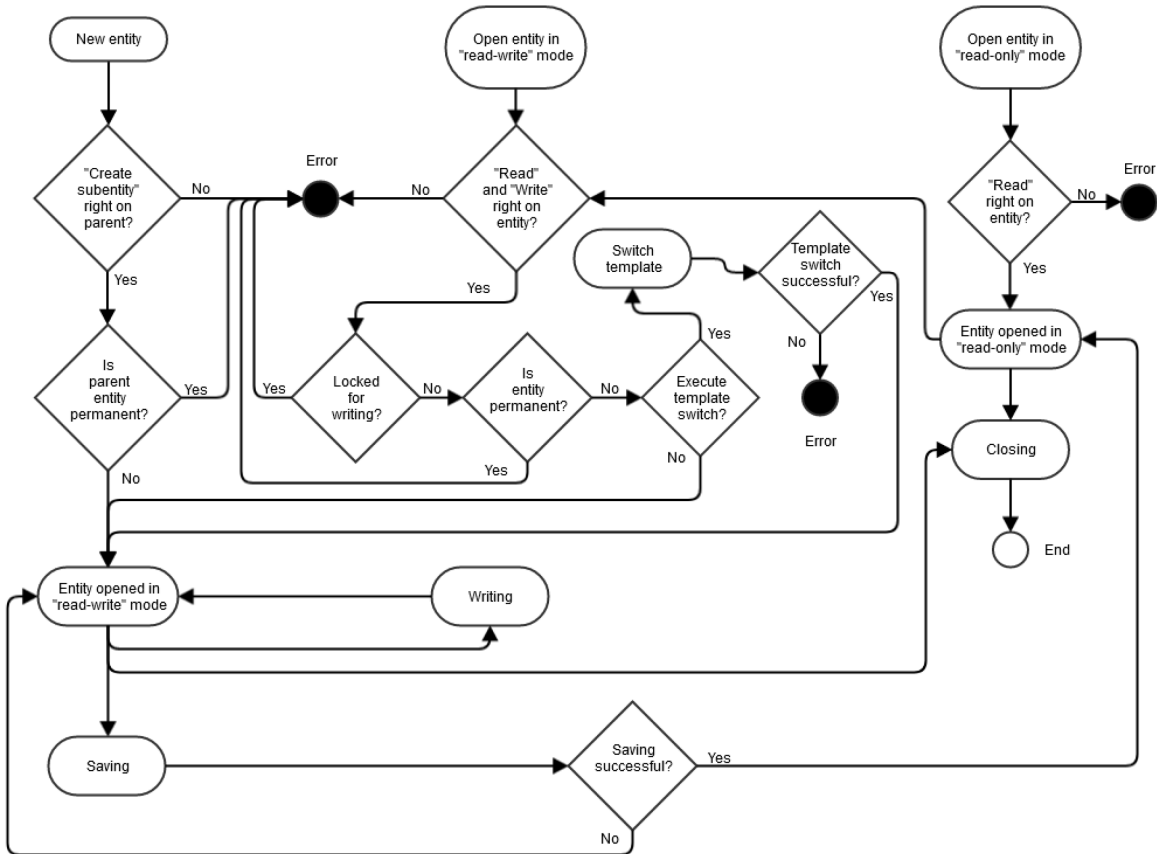 New entity
Open entity in
"read-write" mode
Open entity in
"read-only" mode
"Create
subentity"
right on
parent?
No
Error
No
"Read"
and "Write"
right on
entity?
"Read"
right on
entity?
No
Error
Yes
Yes
Yes
Switch
template
Template
switch
successful?
Yes
No
Error
Is
parent
entity
permanent?
Yes
No
Yes
Locked
for
writing?
No
Is
entity
permanent?
Yes
No
Execute
template
switch?
Yes
No
Entity opened in
"read-only" mode
Closing
End
Entity opened in
"read-write" mode
Writing
Saving
Saving
successful?
Yes
No